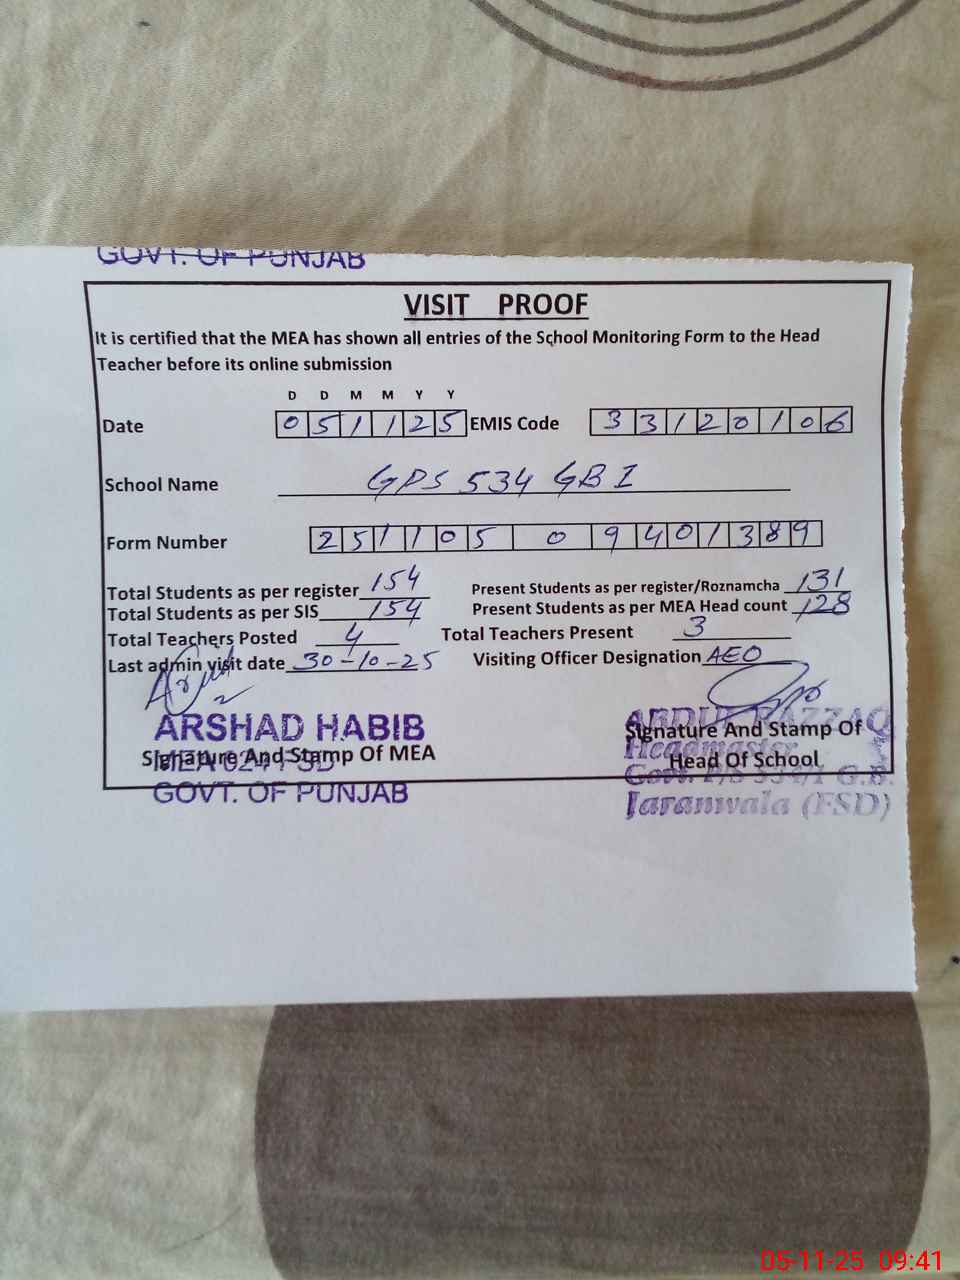 GOVT. OF PUNJAB
VISIT PROOF
It is certified that the MEA has shown all entries of the School Monitoring Form to the Head
Teacher before its online submission
D D M M Y Y
Date 0 5 1 1 2 5 EMIS Code 3 3 1 2 0 1 0 6
School Name GPS 534 GB I
Form Number 2 5 1 1 0 5 0 9 4 0 1 3 8 9
Total Students as per register 154 Present Students as per register/Roznamcha 131
Total Students as per SIS 154 Present Students as per MEA Head count 128
Total Teachers Posted 4 Total Teachers Present 3
Last admin visit date 30-10-25 Visiting Officer Designation AEO
ARSHAD HABIB ABDUL RAZZAQ
Signature And Stamp Of MEA Signature And Stamp Of
Headmaster
Head Of School
GOVT. OF PUNJAB Govt. P/S 534/1 G.B.
Jaranwala (FSD)
05-11-25 09:41